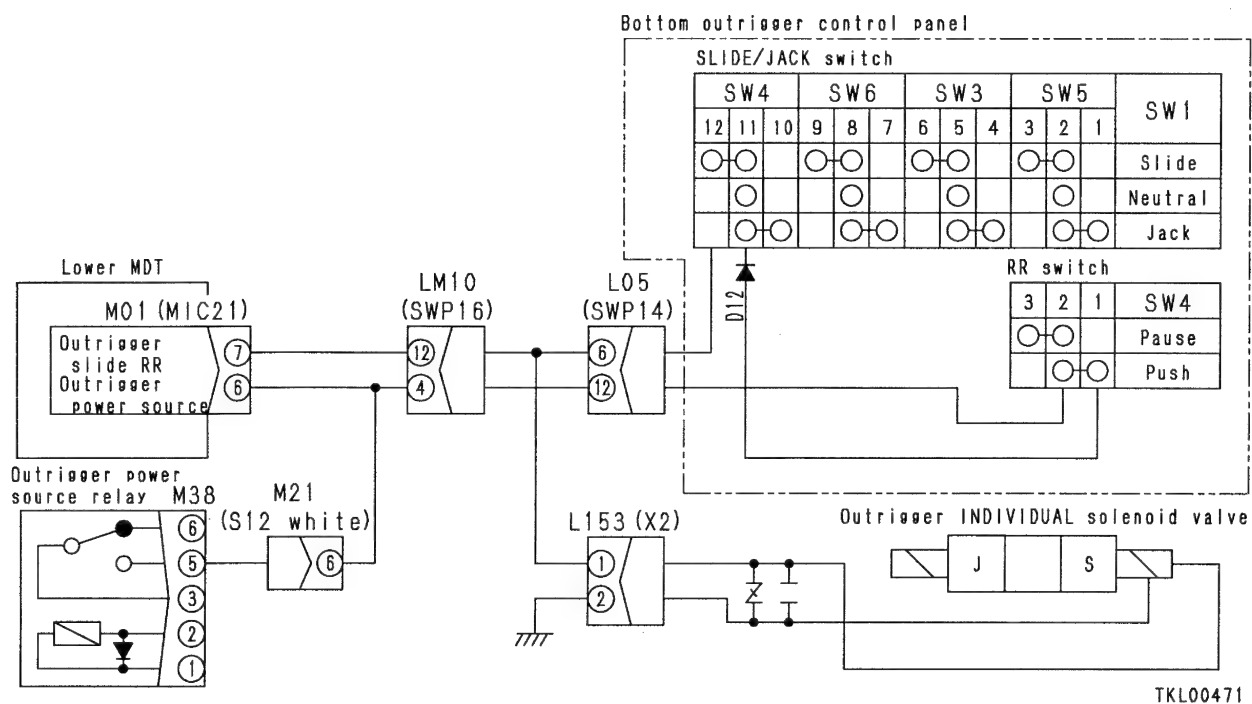 Bottom outrigger control panel
SLIDE/JACK switch
SW4 SW6 SW3 SW5 SW1
12 11 10 9 8 7 6 5 4 3 2 1
Slide
Neutral
Jack
RR switch
3 2 1 SW4
Pause
Push
D12
Lower MDT
M01 (MIC21)
Outrigger
slide RR
Outrigger
power source
7
6
LM10
(SWP16)
12
4
L05
(SWP14)
6
12
Outrigger power
source relay
M38
6
5
3
2
1
M21
(S12 white)
6
L153 (X2)
1
2
Outrigger INDIVIDUAL solenoid valve
J S
TKL00471